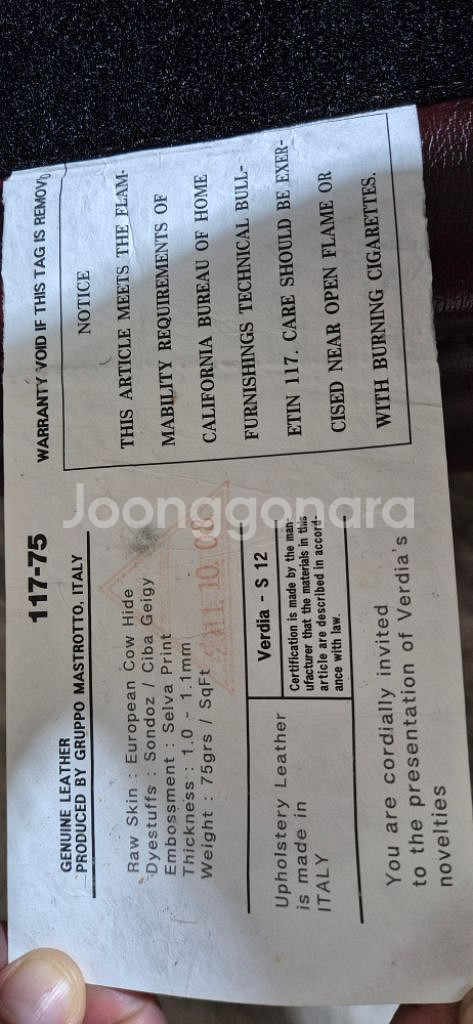 117-75
WARRANTY VOID IF THIS TAG IS REMOV
GENUINE LEATHER
PRODUCED BY GRUPPO MASTROTTO, ITALY
Raw Skin : European Cow Hide
Dyestuffs : Sondoz / Ciba Geigy
Embossment : Selva Print
Thickness : 1.0 - 1.1mm
Weight : 75grs / SqFt
2011. 10. 08
Upholstery Leather
is made in
ITALY
Verdia - S 12
Certification is made by the man-
ufacturer that the materials in this
article are described in accord-
ance with law.
You are cordially invited
to the presentation of Verdia's
novelties
NOTICE
THIS ARTICLE MEETS THE FLAM-
MABILITY REQUIREMENTS OF
CALIFORNIA BUREAU OF HOME
FURNISHINGS TECHNICAL BULL-
ETIN 117. CARE SHOULD BE EXER-
CISED NEAR OPEN FLAME OR
WITH BURNING CIGARETTES.
Joonggonara